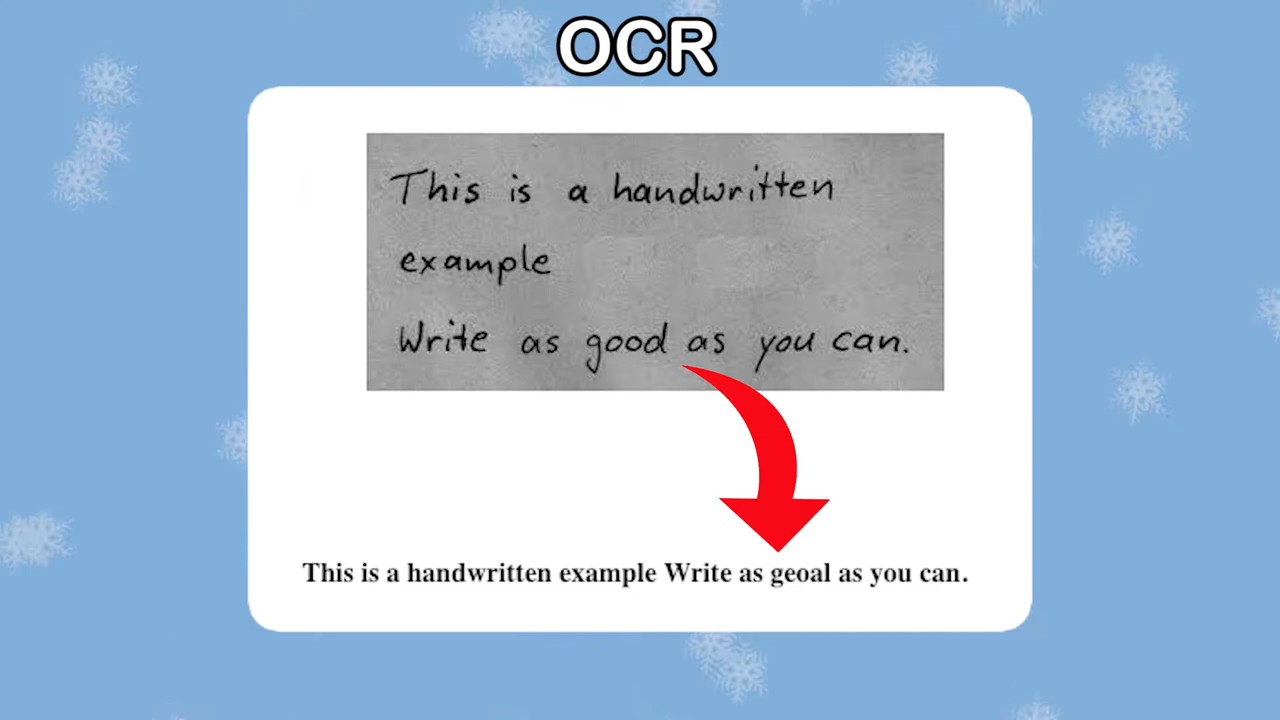 OCR
This is a handwritten
example
Write as good as you can.
This is a handwritten example Write as geoal as you can.